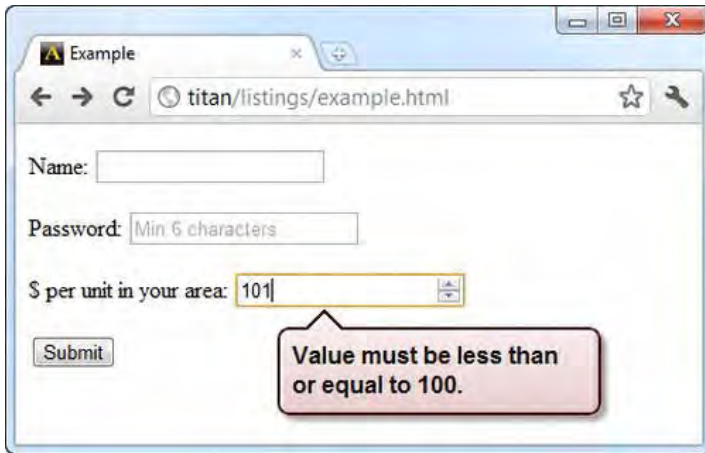 Example
titan/listings/example.html
Name:
Password: Min 6 characters
$ per unit in your area: 101
Submit
Value must be less than
or equal to 100.